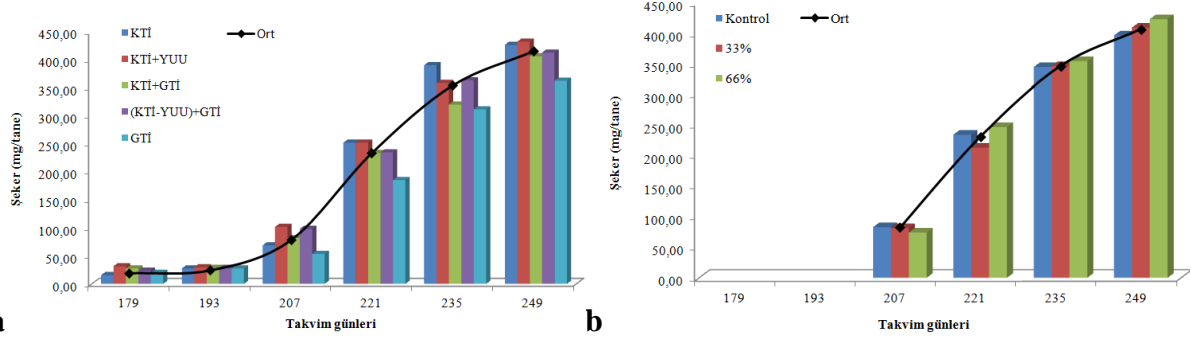 450,00
400,00
350,00
300,00
250,00
200,00
150,00
100,00
50,00
0,00
Şeker (mg/tane)
KTİ
KTİ+YUU
KTİ+GTİ
(KTİ-YUU)+GTİ
GTİ
Ort
179 193 207 221 235 249
Takvim günleri
a
450,00
400,00
350,00
300,00
250,00
200,00
150,00
100,00
50,00
0,00
Şeker (mg/tane)
Kontrol
33%
66%
Ort
179 193 207 221 235 249
Takvim günleri
b